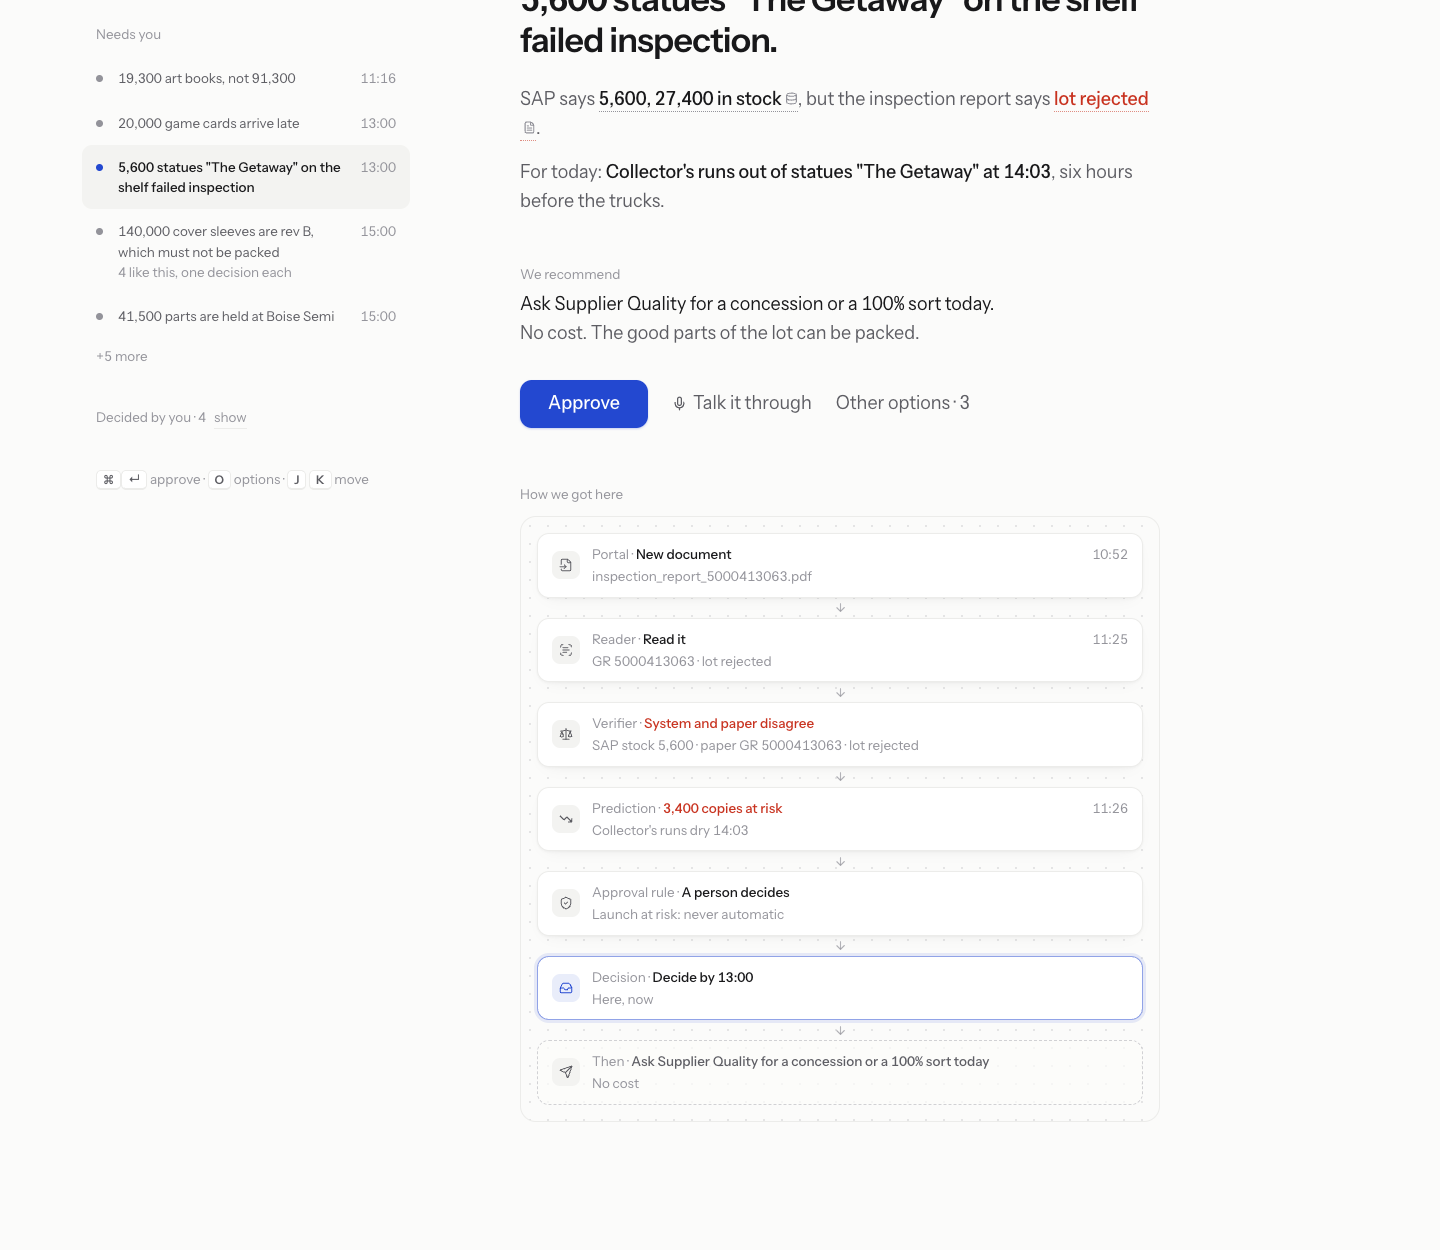 Needs you
19,300 art books, not 91,300 11:16
20,000 game cards arrive late 13:00
5,600 statues "The Getaway" on the 13:00
shelf failed inspection
140,000 cover sleeves are rev B, 15:00
which must not be packed
4 like this, one decision each
41,500 parts are held at Boise Semi 15:00
+5 more
Decided by you · 4 show
⌘ ↵ approve · O options · J K move
5,600 statues "The Getaway" on the shelf
failed inspection.
SAP says 5,600, 27,400 in stock, but the inspection report says lot rejected
.
For today: Collector's runs out of statues "The Getaway" at 14:03, six hours
before the trucks.
We recommend
Ask Supplier Quality for a concession or a 100% sort today.
No cost. The good parts of the lot can be packed.
Approve Talk it through Other options · 3
How we got here
Portal · New document 10:52
inspection_report_5000413063.pdf
Reader · Read it 11:25
GR 5000413063 · lot rejected
Verifier · System and paper disagree
SAP stock 5,600 · paper GR 5000413063 · lot rejected
Prediction · 3,400 copies at risk 11:26
Collector's runs dry 14:03
Approval rule · A person decides
Launch at risk: never automatic
Decision · Decide by 13:00
Here, now
Then · Ask Supplier Quality for a concession or a 100% sort today
No cost